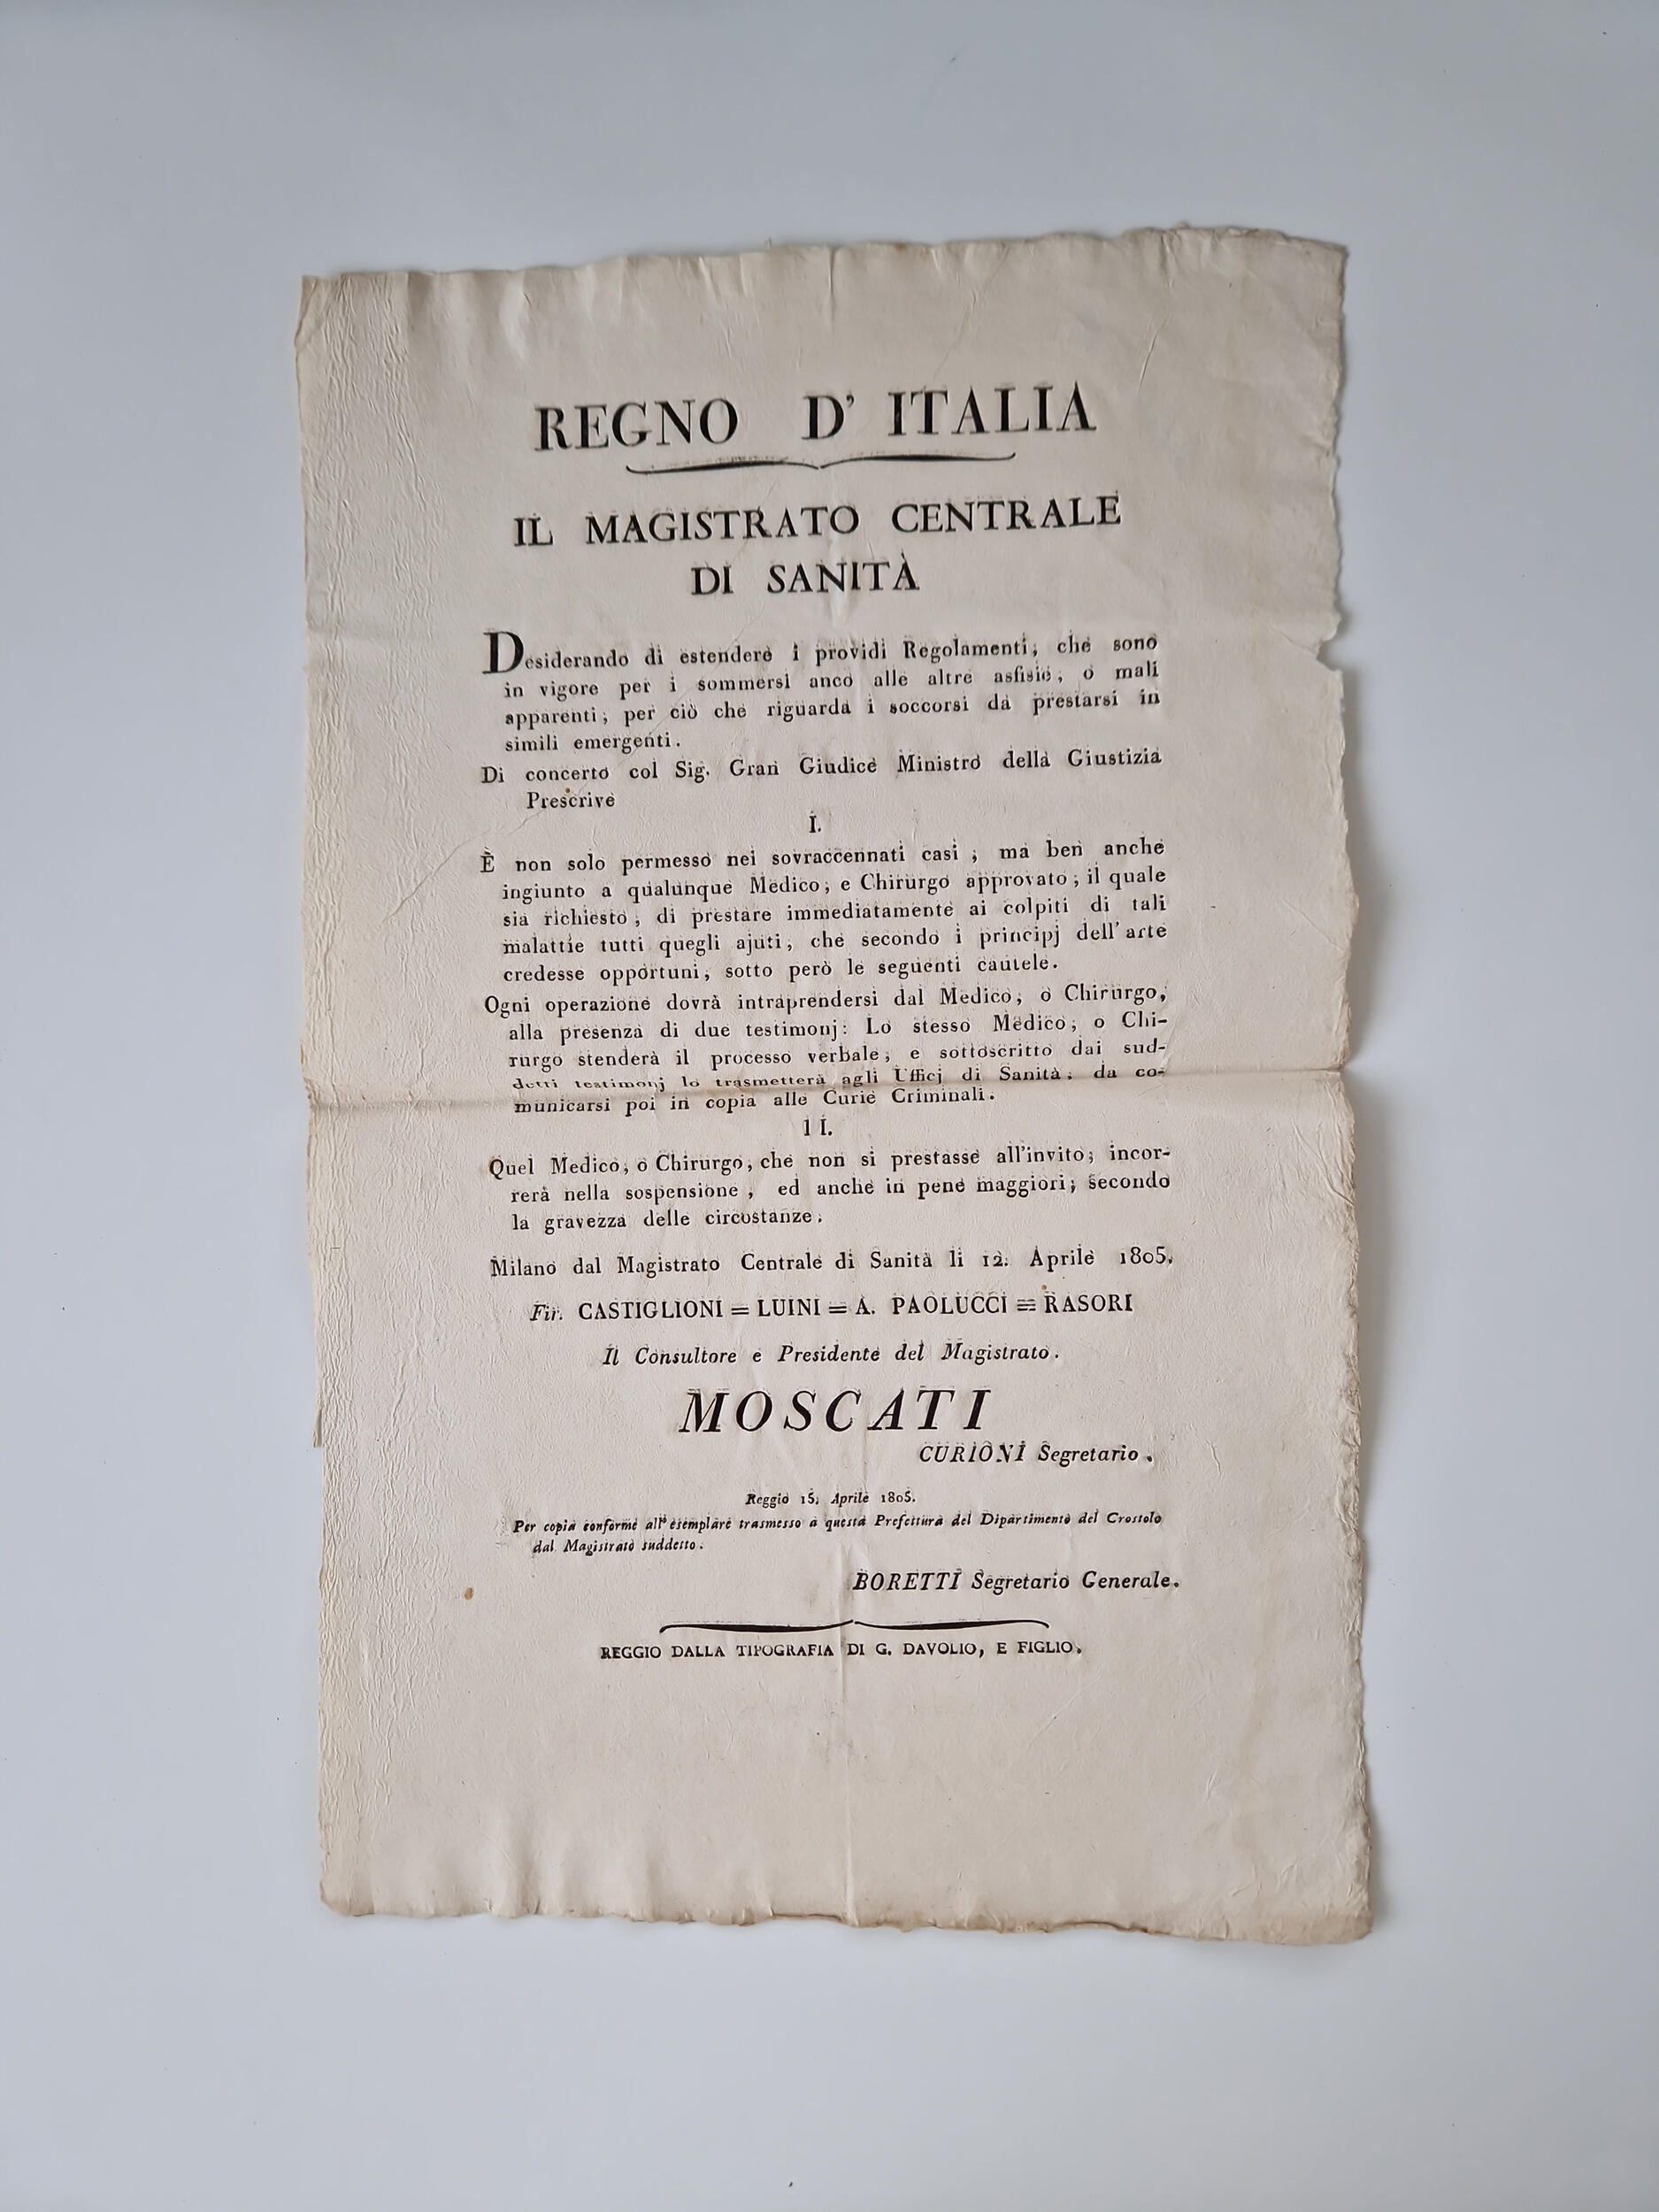 REGNO D' ITALIA
IL MAGISTRATO CENTRALE
DI SANITÀ
Desiderando di estendere i providi Regolamenti, che sono
in vigore per i sommersi anco alle altre asfisie, o mali
apparenti, per ciò che riguarda i soccorsi da prestarsi in
simili emergenti.
Di concerto col Sig. Gran Giudice Ministro della Giustizia
Prescrive
I.
È non solo permesso nei sovraccennati casi, ma ben anche
ingiunto a qualunque Medico, e Chirurgo approvato, il quale
sia richiesto, di prestare immediatamente ai colpiti di tali
malattie tutti quegli ajuti, che secondo i principj dell'arte
credesse opportuni, sotto però le seguenti cautele.
Ogni operazione dovrà intraprendersi dal Medico, o Chirurgo,
alla presenza di due testimonj: Lo stesso Medico, o Chi-
rurgo stenderà il processo verbale, e sottoscritto dai sud-
detti testimonj lo trasmetterà agli Ufficj di Sanità, da co-
municarsi poi in copia alle Curie Criminali.
II.
Quel Medico, o Chirurgo, che non si prestasse all'invito, incor-
rerà nella sospensione, ed anche in pene maggiori, secondo
la gravezza delle circostanze.
Milano dal Magistrato Centrale di Sanità li 12. Aprile 1805.
Fir. CASTIGLIONI = LUINI = A. PAOLUCCI = RASORI
Il Consultore e Presidente del Magistrato.
MOSCATI
CURIONI Segretario.
Reggio 15. Aprile 1805.
Per copia conforme all'esemplare trasmesso a questa Prefettura del Dipartimento del Crostolo
dal Magistrato suddetto.
BORETTI Segretario Generale.
REGGIO DALLA TIPOGRAFIA DI G. DAVOLIO, E FIGLIO.